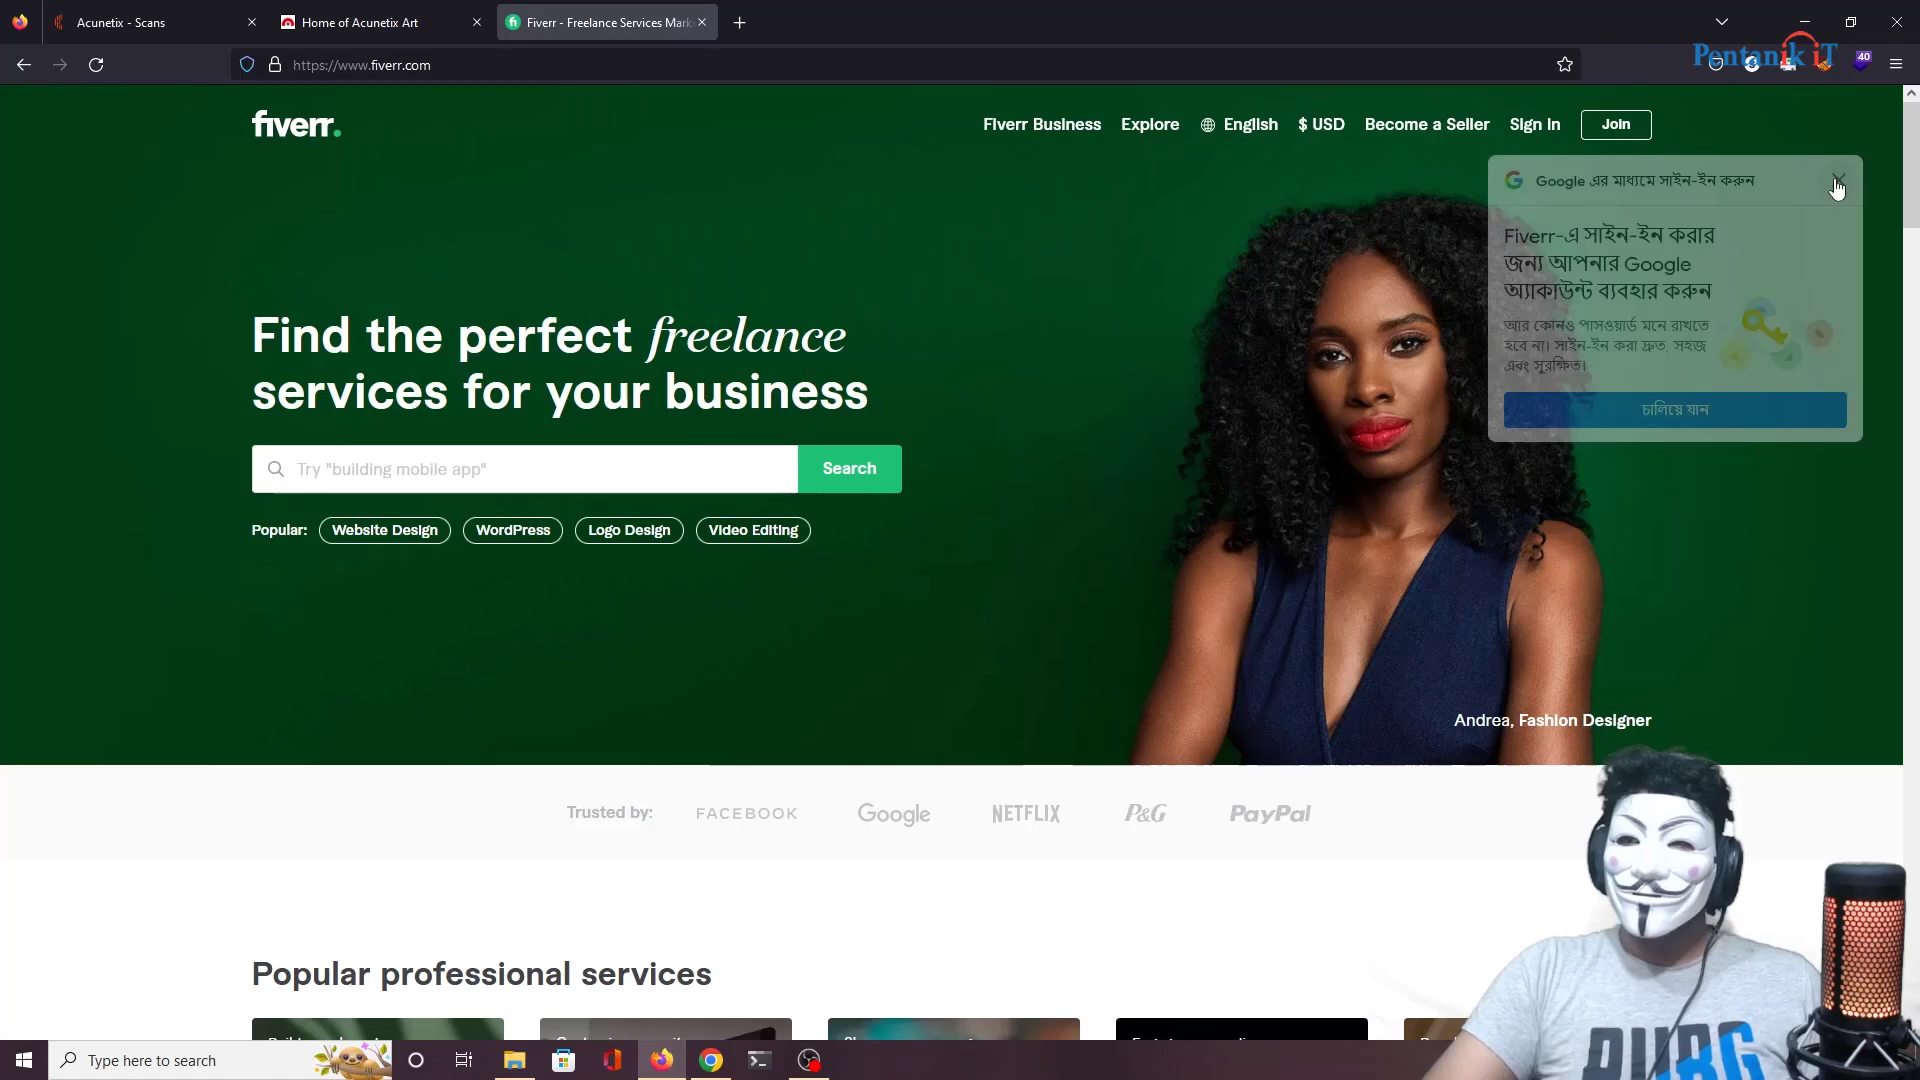 Acunetix - Scans
Home of Acunetix Art
Fiverr - Freelance Services Mark
https://www.fiverr.com
Pentanik iT
40
fiverr.
Fiverr Business
Explore
English
$ USD
Become a Seller
Sign in
Join
Google এর মাধ্যমে সাইন-ইন করুন
Fiverr-এ সাইন-ইন করার
জন্য আপনার Google
অ্যাকাউন্ট ব্যবহার করুন
আর কোনও পাসওয়ার্ড মনে রাখতে
হবে না। সাইন-ইন করা দ্রুত, সহজ
এবং সুরক্ষিত।
চালিয়ে যান
Find the perfect freelance
services for your business
Try "building mobile app"
Search
Popular:
Website Design
WordPress
Logo Design
Video Editing
Andrea, Fashion Designer
Trusted by:
FACEBOOK
Google
NETFLIX
P&G
PayPal
Popular professional services
PUBG
Type here to search